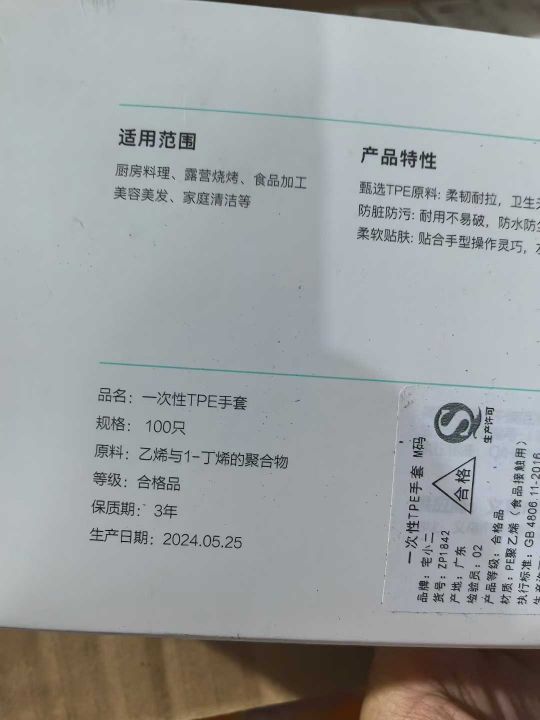 适用范围
厨房料理、露营烧烤、食品加工
美容美发、家庭清洁等
产品特性
甄选TPE原料: 柔韧耐拉，卫生
防脏防污: 耐用不易破，防水防
柔软贴肤: 贴合手型操作灵巧，
品名：一次性TPE手套
规格：100只
原料：乙烯与1-丁烯的聚合物
等级：合格品
保质期：3年
生产日期：2024.05.25
一次性TPE手套 M码
品牌: 宅小二
货号: ZP1842
产地: 广东
检验员: 02
产品等级: 合格品
材质: PE聚乙烯（食品接触用）
执行标准: GB 4806.11-2016
合格
生产许可